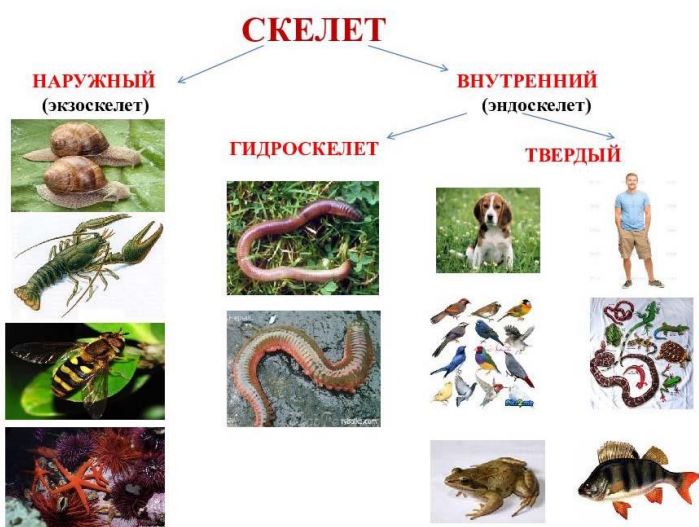 СКЕЛЕТ
НАРУЖНЫЙ
(экзоскелет)
ВНУТРЕННИЙ
(эндоскелет)
ГИДРОСКЕЛЕТ
ТВЕРДЫЙ